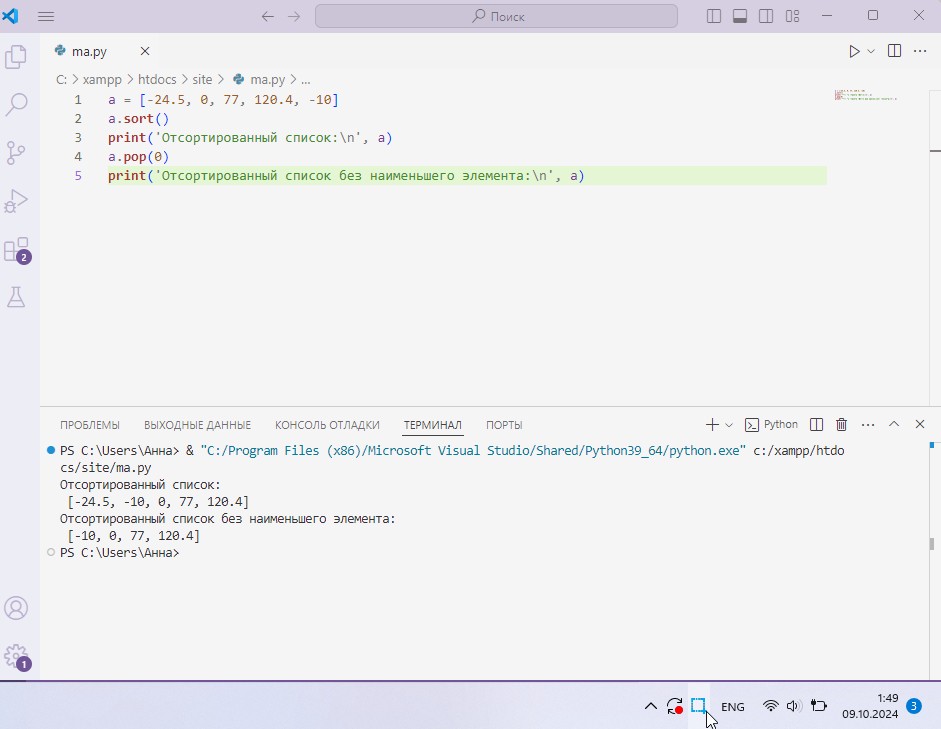 Поиск
ma.py
C: > xampp > htdocs > site > ma.py > ...
1 a = [-24.5, 0, 77, 120.4, -10]
2 a.sort()
3 print('Отсортированный список:\n', a)
4 a.pop(0)
5 print('Отсортированный список без наименьшего элемента:\n', a)
2
ПРОБЛЕМЫ ВЫХОДНЫЕ ДАННЫЕ КОНСОЛЬ ОТЛАДКИ ТЕРМИНАЛ ПОРТЫ Python
PS C:\Users\Анна> & "C:/Program Files (x86)/Microsoft Visual Studio/Shared/Python39_64/python.exe" c:/xampp/htdo
cs/site/ma.py
Отсортированный список:
[-24.5, -10, 0, 77, 120.4]
Отсортированный список без наименьшего элемента:
[-10, 0, 77, 120.4]
PS C:\Users\Анна>
1
ENG 1:49
09.10.2024 3